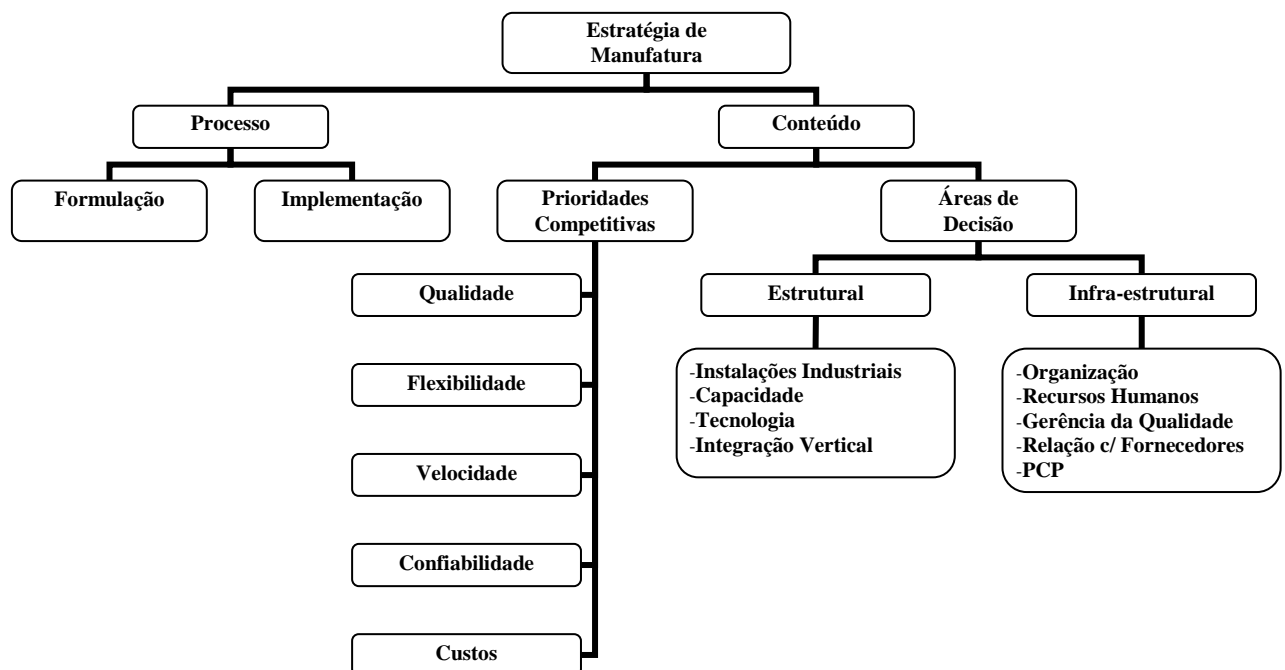 Estratégia de
Manufatura
Processo
Conteúdo
Formulação
Implementação
Prioridades
Competitivas
Áreas de
Decisão
Qualidade
Flexibilidade
Velocidade
Confiabilidade
Custos
Estrutural
Infra-estrutural
-Instalações Industriais
-Capacidade
-Tecnologia
-Integração Vertical
-Organização
-Recursos Humanos
-Gerência da Qualidade
-Relação c/ Fornecedores
-PCP